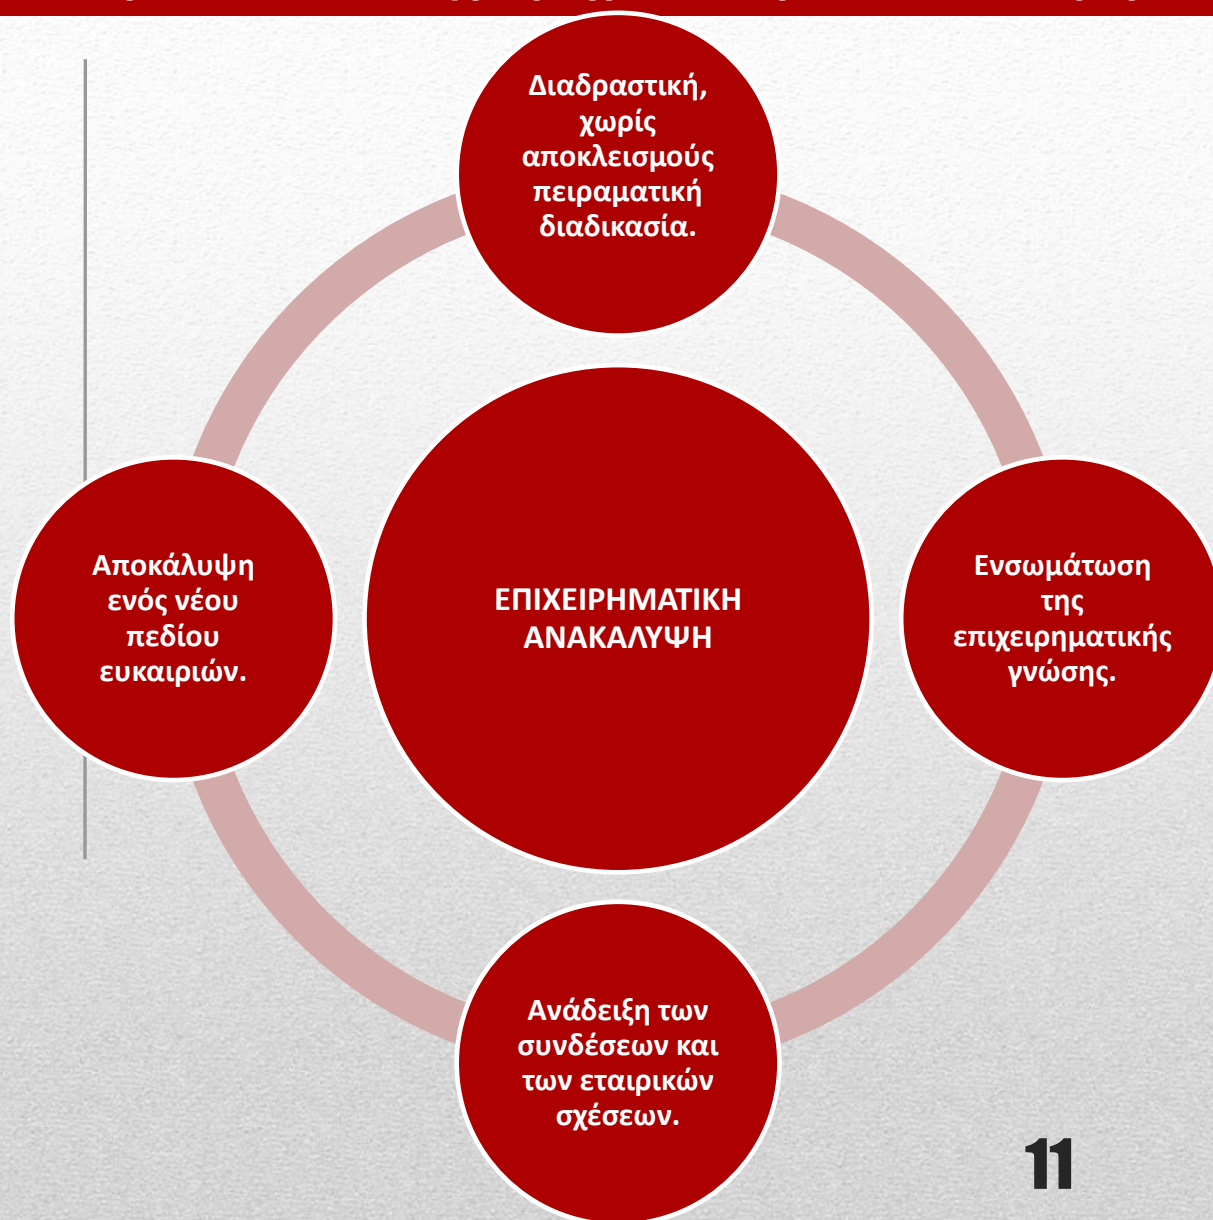 Διαδραστική,
χωρίς
αποκλεισμούς
πειραματική
διαδικασία.
Αποκάλυψη
ενός νέου
πεδίου
ευκαιριών.
ΕΠΙΧΕΙΡΗΜΑΤΙΚΗ
ΑΝΑΚΑΛΥΨΗ
Ενσωμάτωση
της
επιχειρηματικής
γνώσης.
Ανάδειξη των
συνδέσεων και
των εταιρικών
σχέσεων.
11